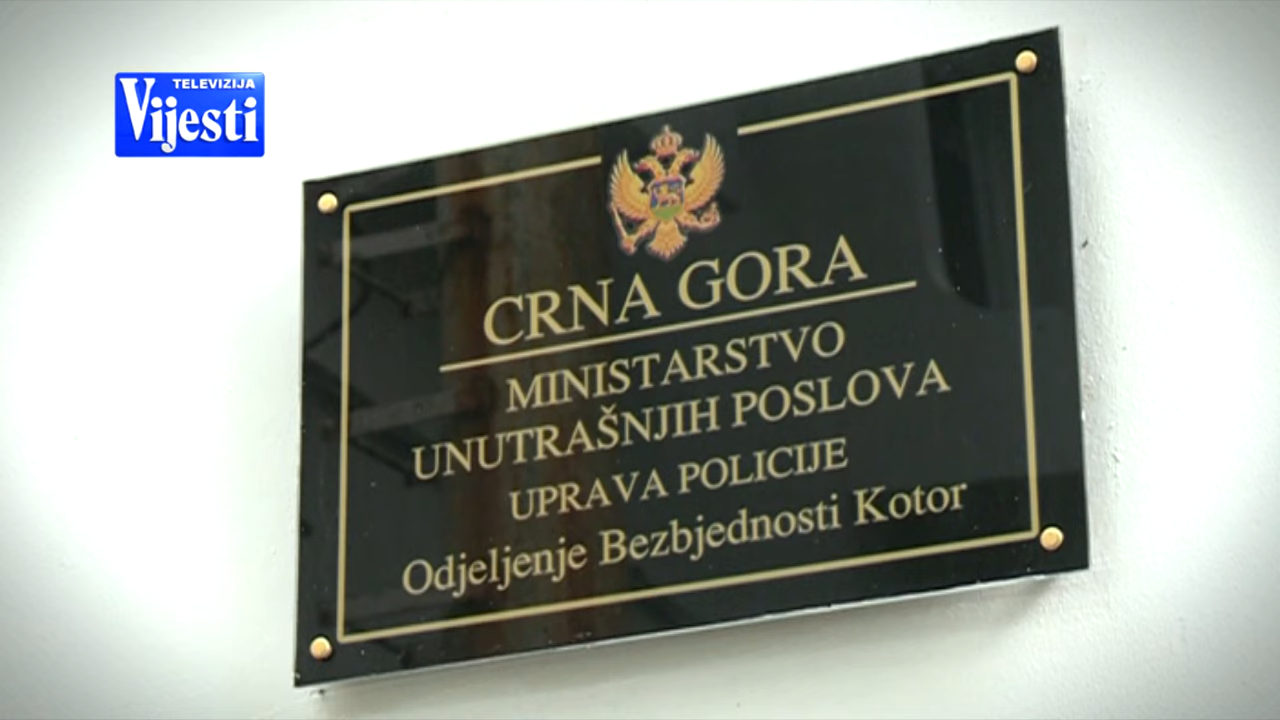 TELEVIZIJA
Vijesti
CRNA GORA
MINISTARSTVO
UNUTRAŠNJIH POSLOVA
UPRAVA POLICIJE
Odjeljenje Bezbjednosti Kotor